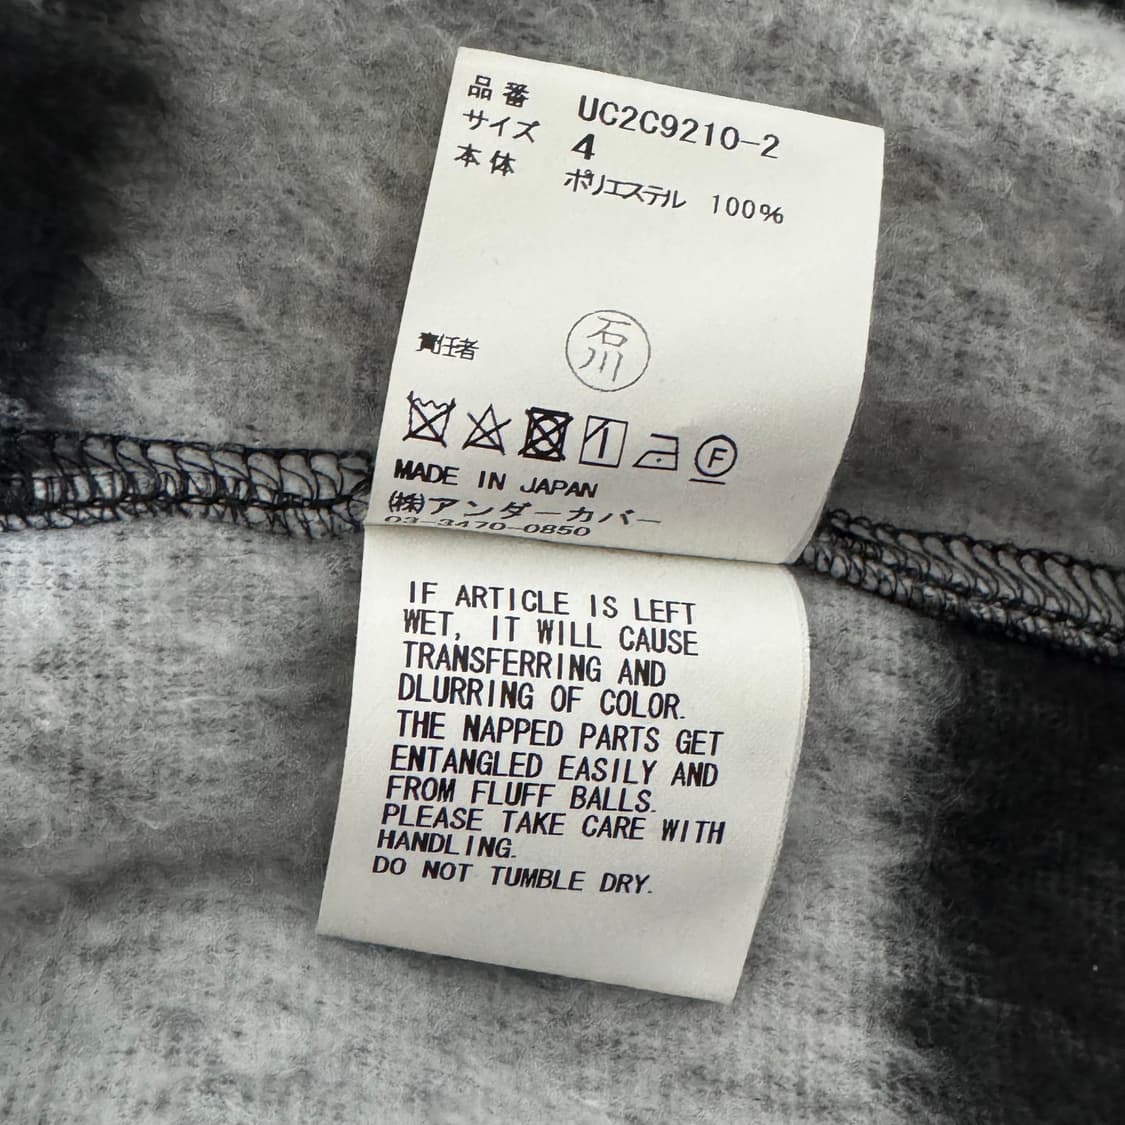 品番 UC2C9210-2
サイズ 4
本体 ポリエステル 100%
責任者 石川
F
MADE IN JAPAN
(株)アンダーカバー
03-3470-0850
IF ARTICLE IS LEFT
WET, IT WILL CAUSE
TRANSFERRING AND
DLURRING OF COLOR.
THE NAPPED PARTS GET
ENTANGLED EASILY AND
FROM FLUFF BALLS.
PLEASE TAKE CARE WITH
HANDLING.
DO NOT TUMBLE DRY.